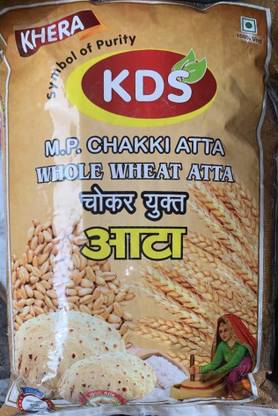 KHERA
Symbol of Purity
KDS
M.P. CHAKKI ATTA
WHOLE WHEAT ATTA
चोकर युक्त
आटा